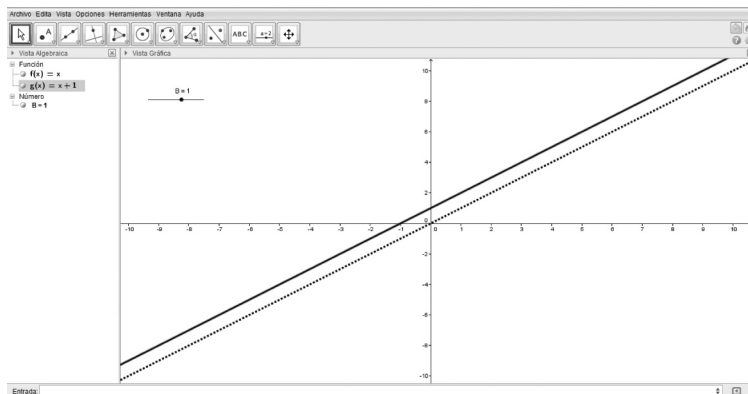 Archivo Edita Vista Opciones Herramientas Ventana Ayuda
A
ABC
a=2
Vista Algebraica
Vista Gráfica
Función
f(x) = x
g(x) = x + 1
Número
B = 1
B = 1
10
8
6
4
2
0
-10 -9 -8 -7 -6 -5 -4 -3 -2 -1 0 1 2 3 4 5 6 7 8 9 10
-2
-4
-6
-8
-10
Entrada: